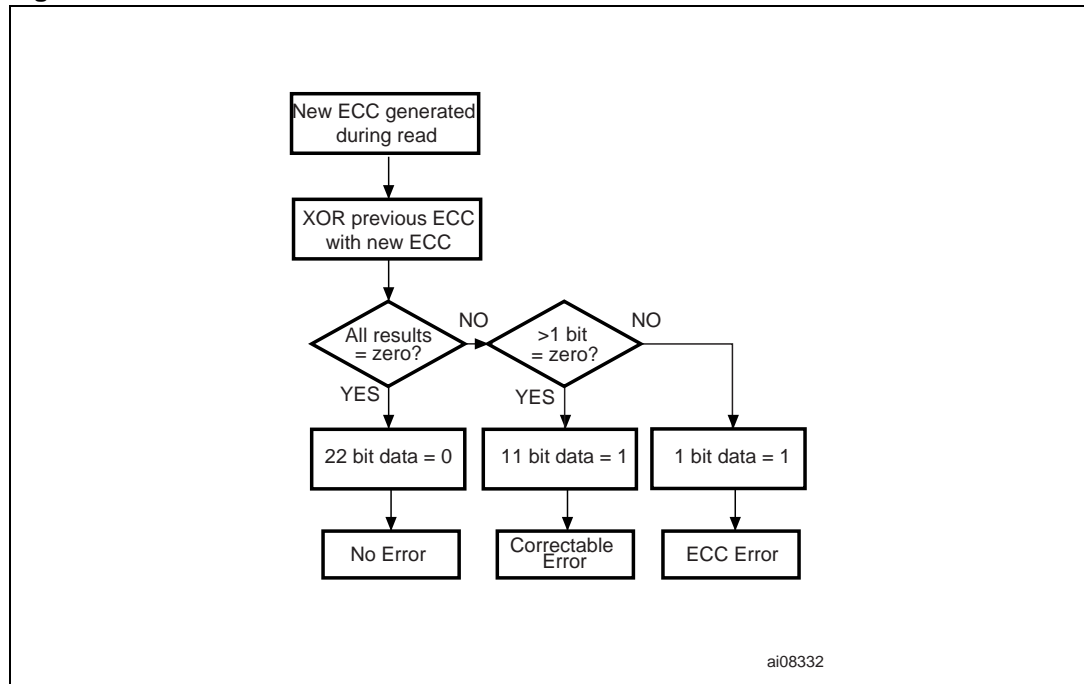 New ECC generated
during read
XOR previous ECC
with new ECC
All results
= zero?
NO
>1 bit
= zero?
NO
YES
YES
22 bit data = 0
11 bit data = 1
1 bit data = 1
No Error
Correctable
Error
ECC Error
ai08332